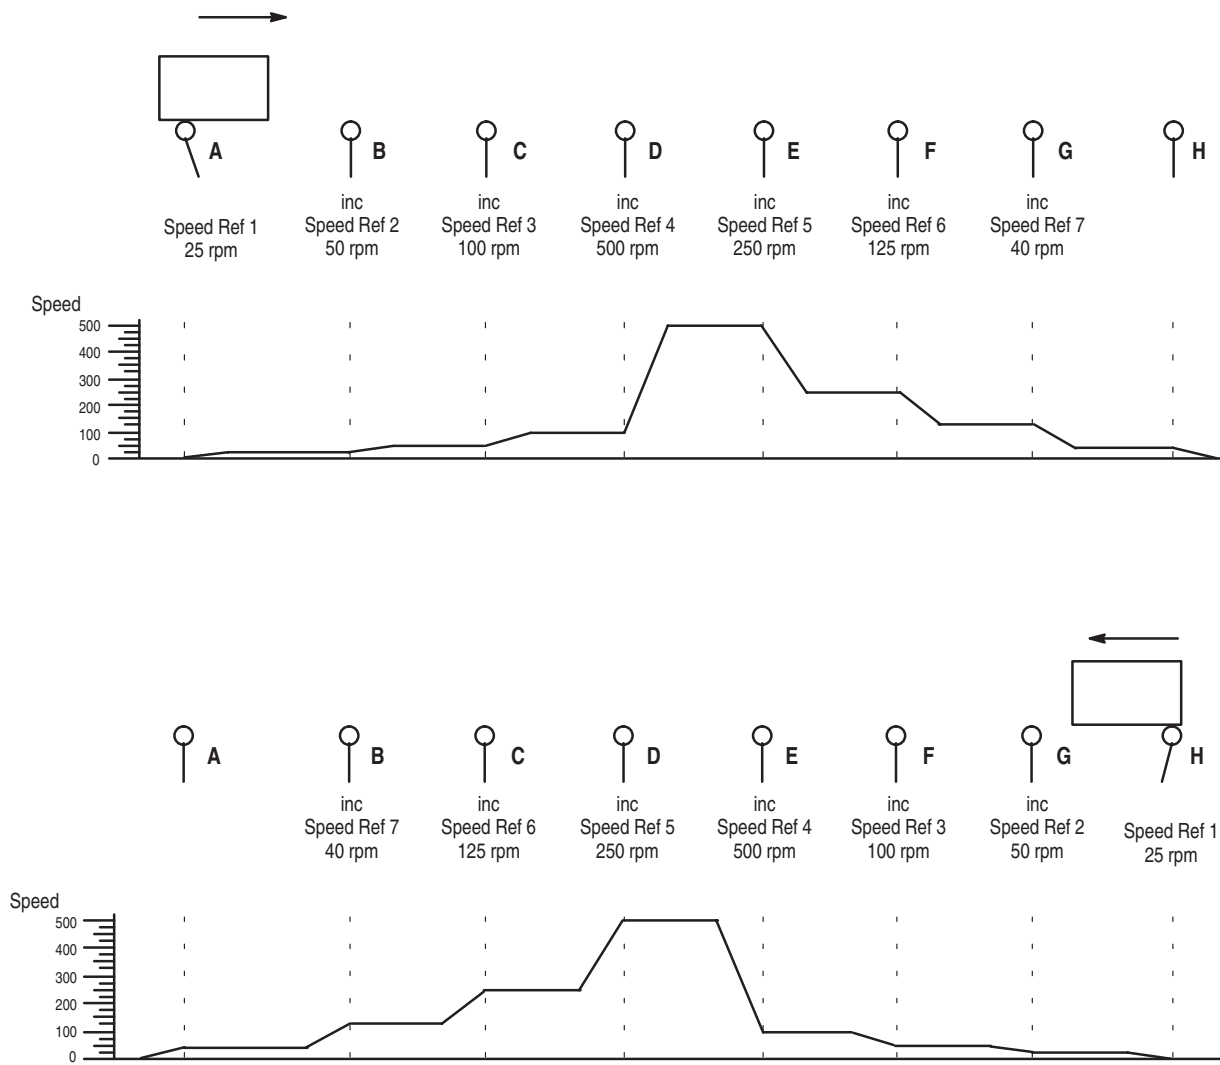 A B C D E F G H
inc inc inc inc inc inc
Speed Ref 1 Speed Ref 2 Speed Ref 3 Speed Ref 4 Speed Ref 5 Speed Ref 6 Speed Ref 7
25 rpm 50 rpm 100 rpm 500 rpm 250 rpm 125 rpm 40 rpm
Speed
500
400
300
200
100
0
A B C D E F G H
inc inc inc inc inc inc
Speed Ref 7 Speed Ref 6 Speed Ref 5 Speed Ref 4 Speed Ref 3 Speed Ref 2 Speed Ref 1
40 rpm 125 rpm 250 rpm 500 rpm 100 rpm 50 rpm 25 rpm
Speed
500
400
300
200
100
0